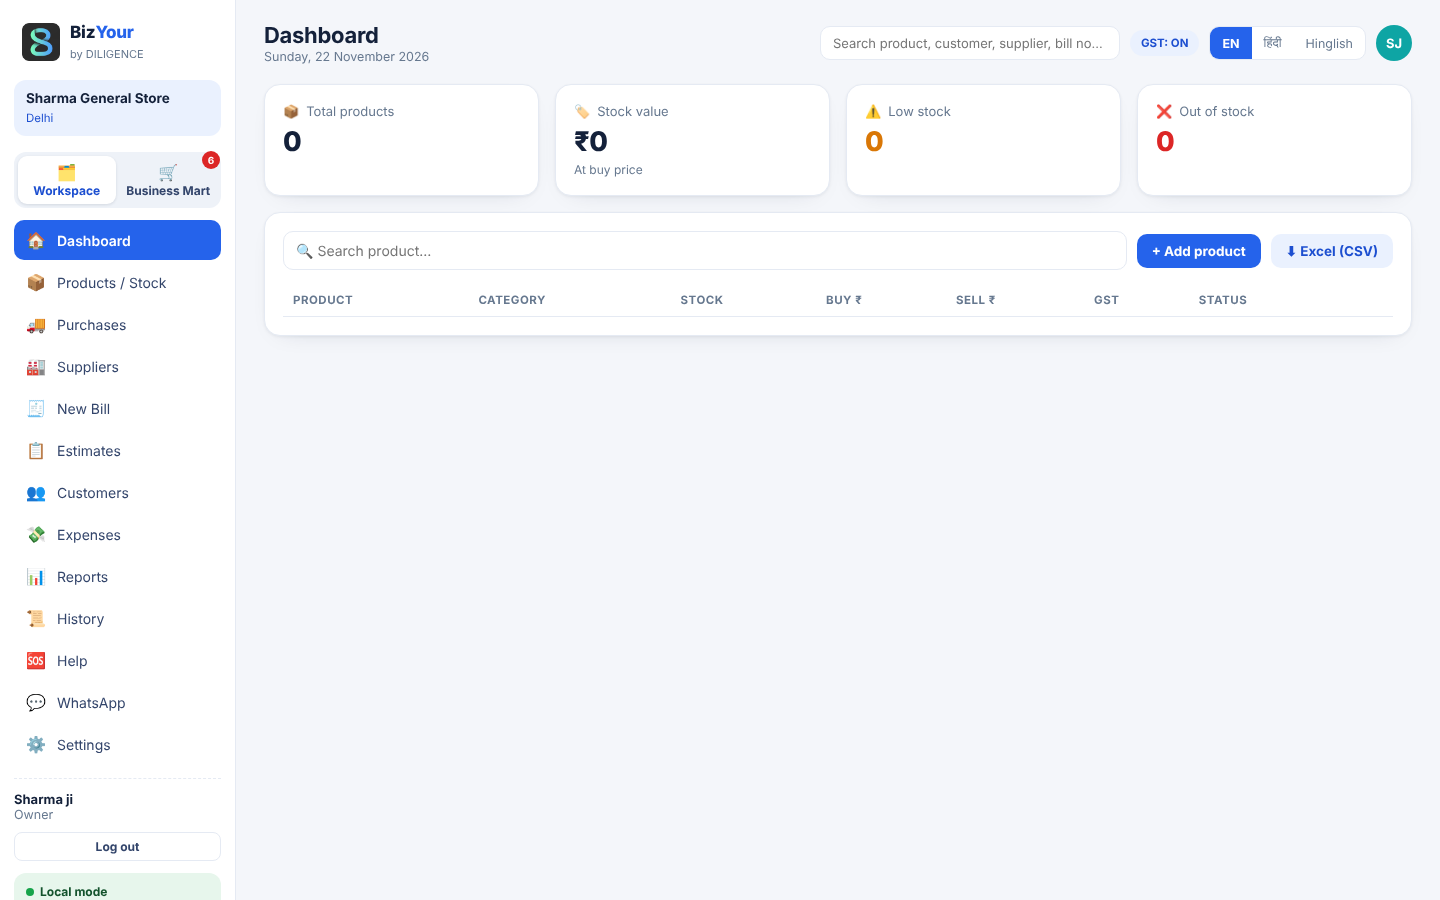 BizYour
by DILIGENCE
Sharma General Store
Delhi
Workspace
Business Mart
6
Dashboard
Products / Stock
Purchases
Suppliers
New Bill
Estimates
Customers
Expenses
Reports
History
SOS
Help
WhatsApp
Settings
Sharma ji
Owner
Log out
Local mode
Dashboard
Sunday, 22 November 2026
Search product, customer, supplier, bill no...
GST: ON
EN
हिंदी
Hinglish
SJ
Total products
0
Stock value
₹0
At buy price
Low stock
0
Out of stock
0
Search product...
+ Add product
⬇ Excel (CSV)
PRODUCT CATEGORY STOCK BUY ₹ SELL ₹ GST STATUS